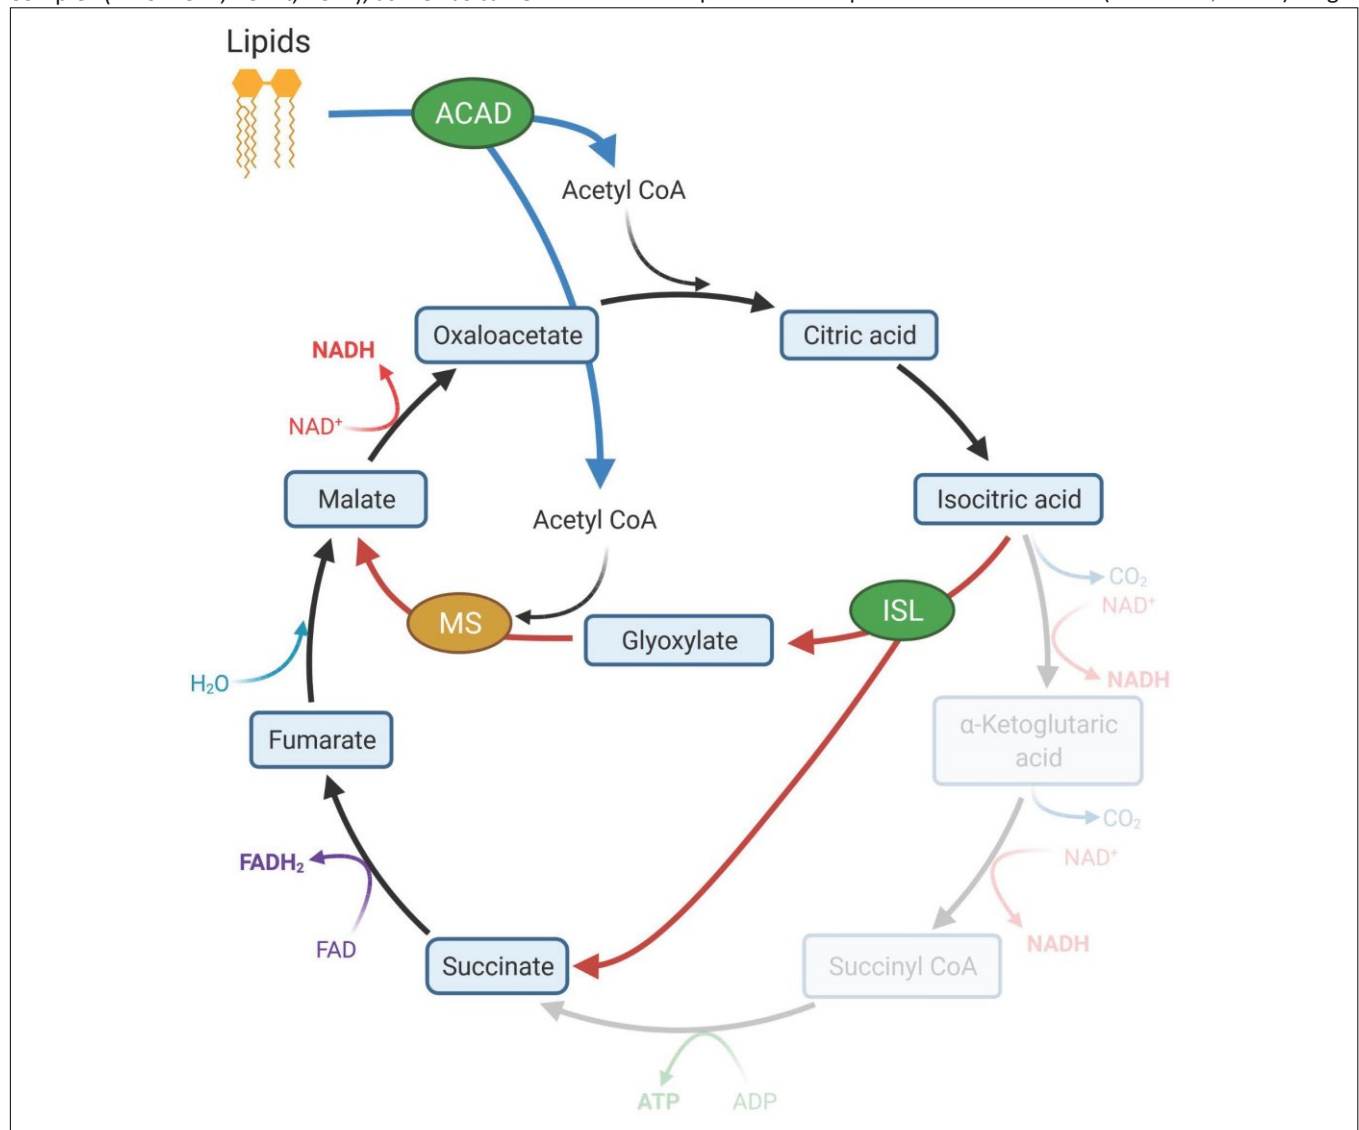 Lipids
ACAD
Acetyl CoA
Oxaloacetate
Citric acid
NADH
NAD⁺
Malate
Isocitric acid
Acetyl CoA
CO₂
NAD⁺
ISL
MS
Glyoxylate
NADH
H₂O
α-Ketoglutaric
acid
Fumarate
CO₂
NAD⁺
FADH₂
NADH
FAD
Succinate
Succinyl CoA
ATP
ADP